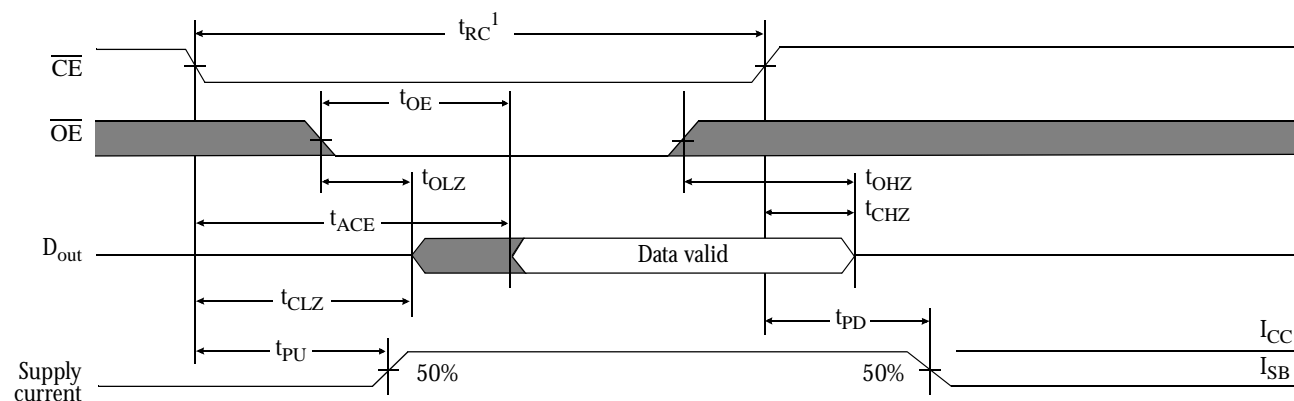 tRC1
CE
tOE
OE
tOLZ
tOHZ
tACE
tCHZ
Dout
Data valid
tCLZ
tPD
ICC
tPU
Supply current
50%
50%
ISB